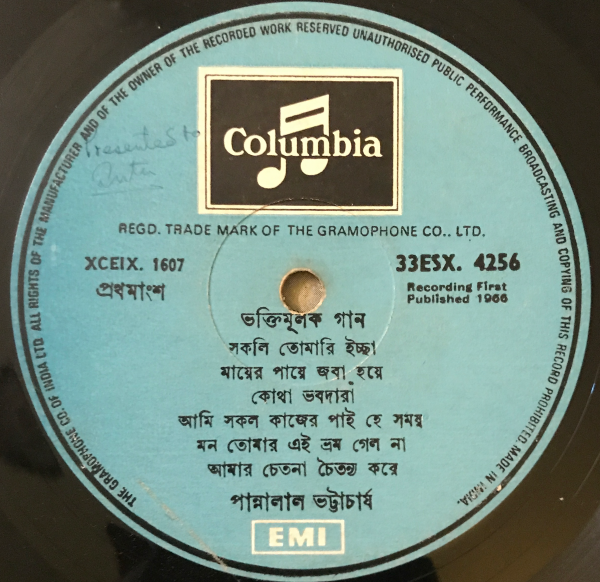 THE GRAMOPHONE CO. OF INDIA LTD. ALL RIGHTS OF THE MANUFACTURER AND OF THE OWNER OF THE RECORDED WORK RESERVED UNAUTHORISED PUBLIC PERFORMANCE BROADCASTING AND COPYING OF THIS RECORD PROHIBITED. MADE IN INDIA.
Columbia
Presented to
REGD. TRADE MARK OF THE GRAMOPHONE CO., LTD.
XCEIX. 1607
প্রথমাংশ
33ESX. 4256
Recording First
Published 1966
ভক্তিমূলক গান
সকলি তোমারি ইচ্ছা
মায়ের পায়ে জবা হয়ে
কোথা ভবদারা
আমি সকল কাজের পাই হে সময়
মন তোমার এই ভ্রম গেল না
আমার চেতনা চৈতন্য করে
পান্নালাল ভট্টাচার্য
EMI